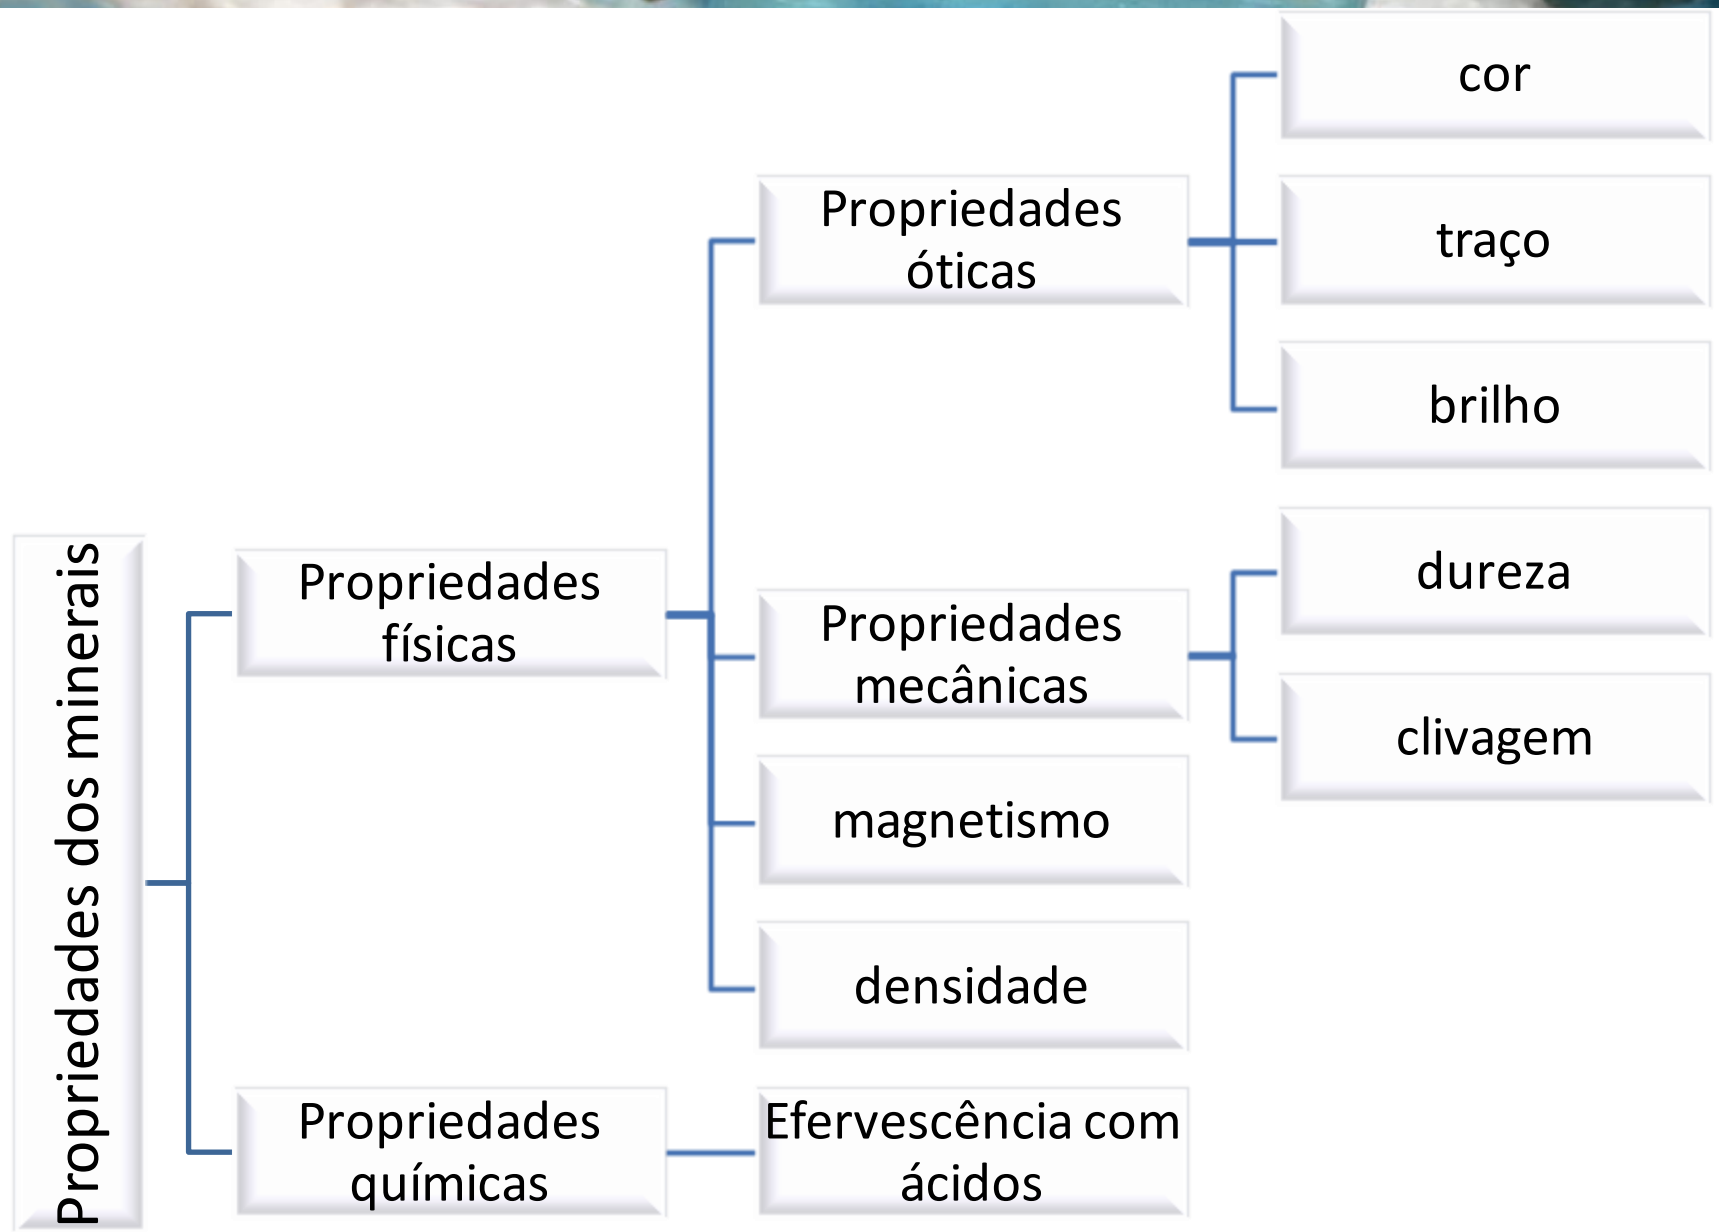 Propriedades dos minerais
Propriedades
físicas
Propriedades
óticas
cor
traço
brilho
Propriedades
mecânicas
dureza
clivagem
magnetismo
densidade
Propriedades
químicas
Efervescência com
ácidos